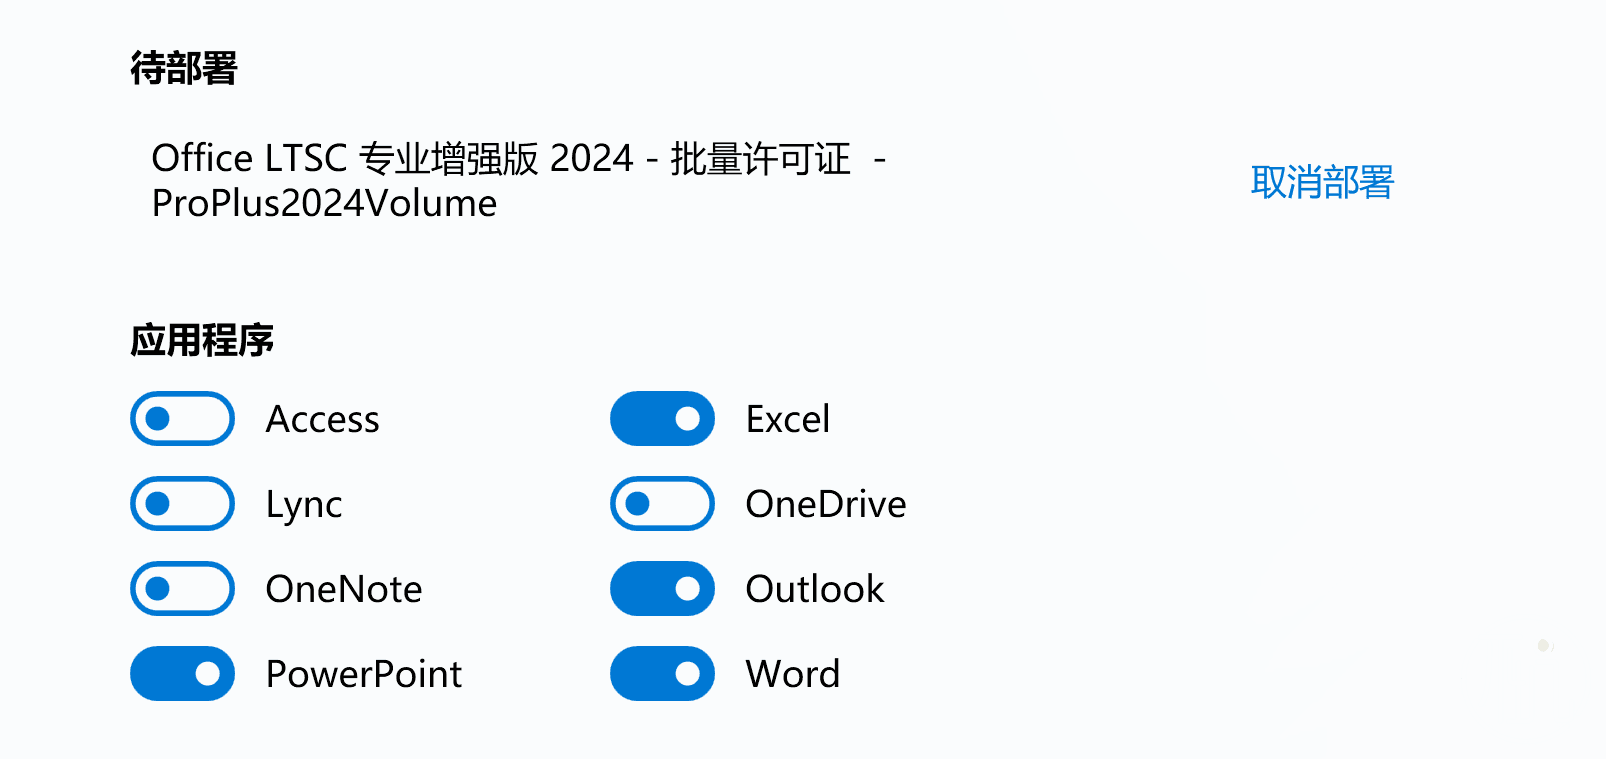 待部署
Office LTSC 专业增强版 2024 - 批量许可证 -
ProPlus2024Volume
取消部署
应用程序
Access
Excel
Lync
OneDrive
OneNote
Outlook
PowerPoint
Word